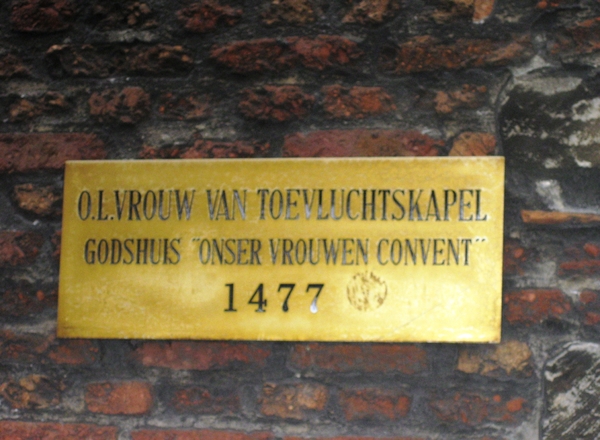 O.L.VROUW VAN TOEVLUCHTSKAPEL
GODSHUIS "ONSER VROUWEN CONVENT"
1477